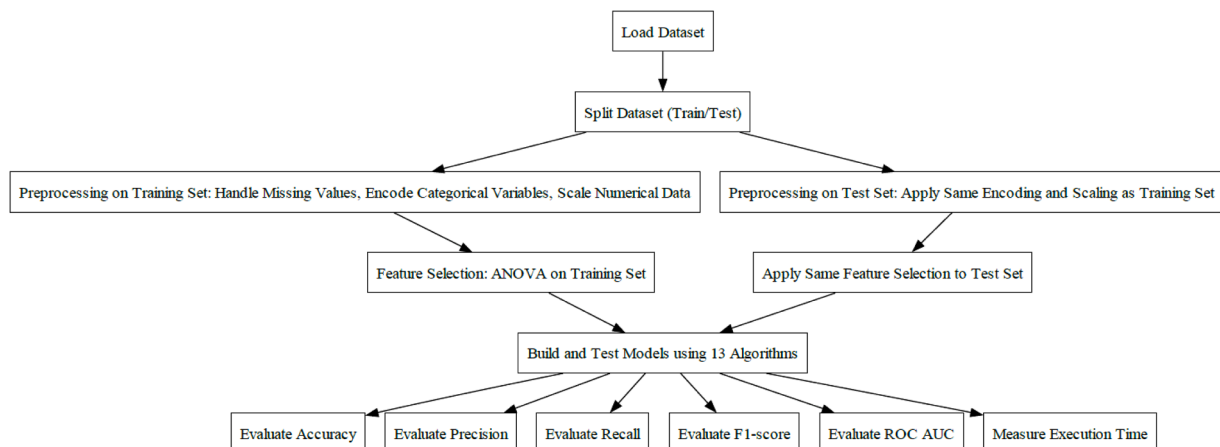 Load Dataset
Split Dataset (Train/Test)
Preprocessing on Training Set: Handle Missing Values, Encode Categorical Variables, Scale Numerical Data
Preprocessing on Test Set: Apply Same Encoding and Scaling as Training Set
Feature Selection: ANOVA on Training Set
Apply Same Feature Selection to Test Set
Build and Test Models using 13 Algorithms
Evaluate Accuracy
Evaluate Precision
Evaluate Recall
Evaluate F1-score
Evaluate ROC AUC
Measure Execution Time